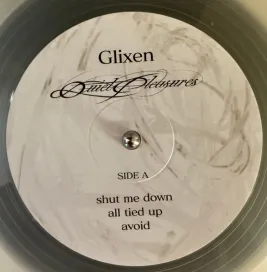 Glixen
Quiet Pleasures
SIDE A
shut me down
all tied up
avoid